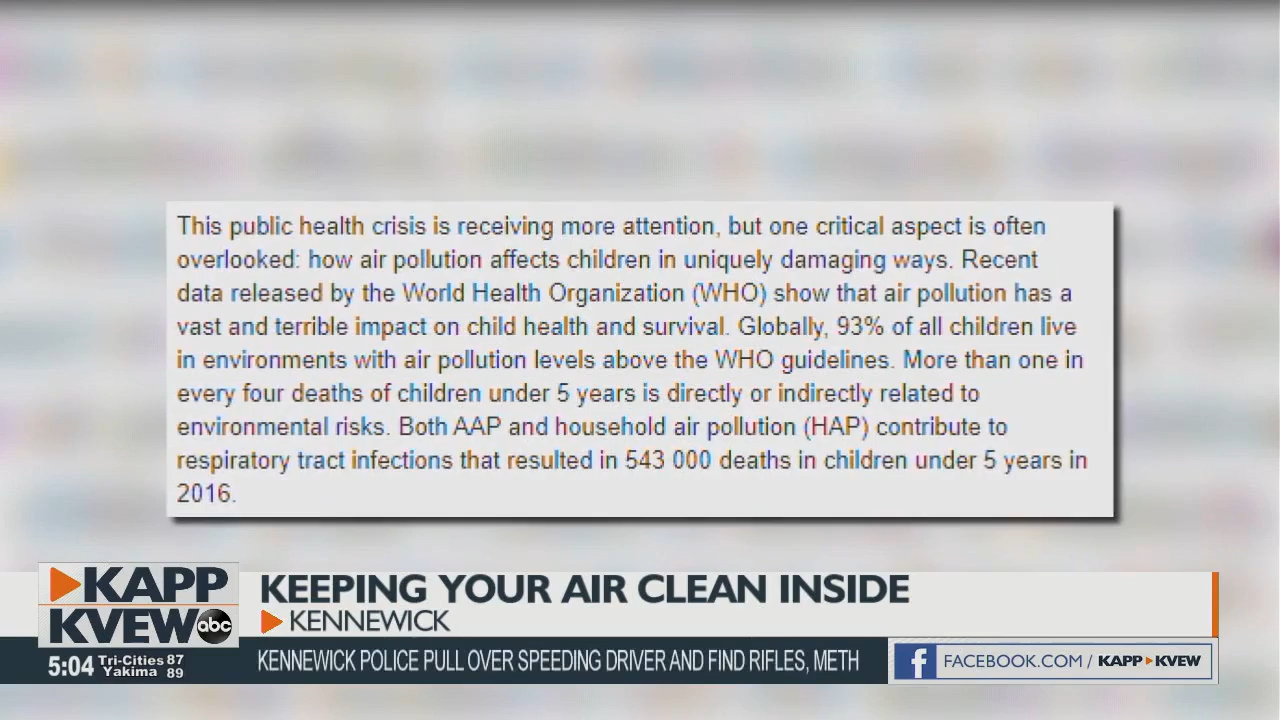 This public health crisis is receiving more attention, but one critical aspect is often
overlooked: how air pollution affects children in uniquely damaging ways. Recent
data released by the World Health Organization (WHO) show that air pollution has a
vast and terrible impact on child health and survival. Globally, 93% of all children live
in environments with air pollution levels above the WHO guidelines. More than one in
every four deaths of children under 5 years is directly or indirectly related to
environmental risks. Both AAP and household air pollution (HAP) contribute to
respiratory tract infections that resulted in 543 000 deaths in children under 5 years in
2016.
KAPP
KVEW abc
KEEPING YOUR AIR CLEAN INSIDE
KENNEWICK
5:04 Tri-Cities 87
Yakima 89
KENNEWICK POLICE PULL OVER SPEEDING DRIVER AND FIND RIFLES, METH
f FACEBOOK.COM / KAPP KVEW